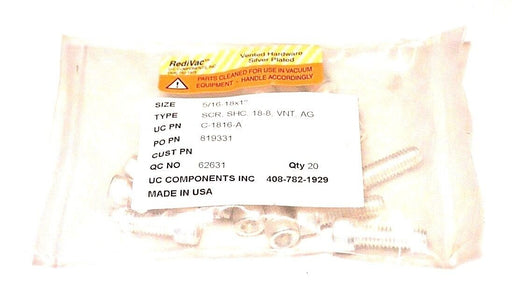 RediVac™
Vented Hardware
Silver Plated
PARTS CLEANED FOR USE IN VACUUM
EQUIPMENT - HANDLE ACCORDINGLY
SIZE 5/16-18x1"
TYPE SCR, SHC, 18-8, VNT, AG
UC PN C-1816-A
PO PN 819331
CUST PN
QC NO 62631 Qty 20
UC COMPONENTS INC 408-782-1929
MADE IN USA